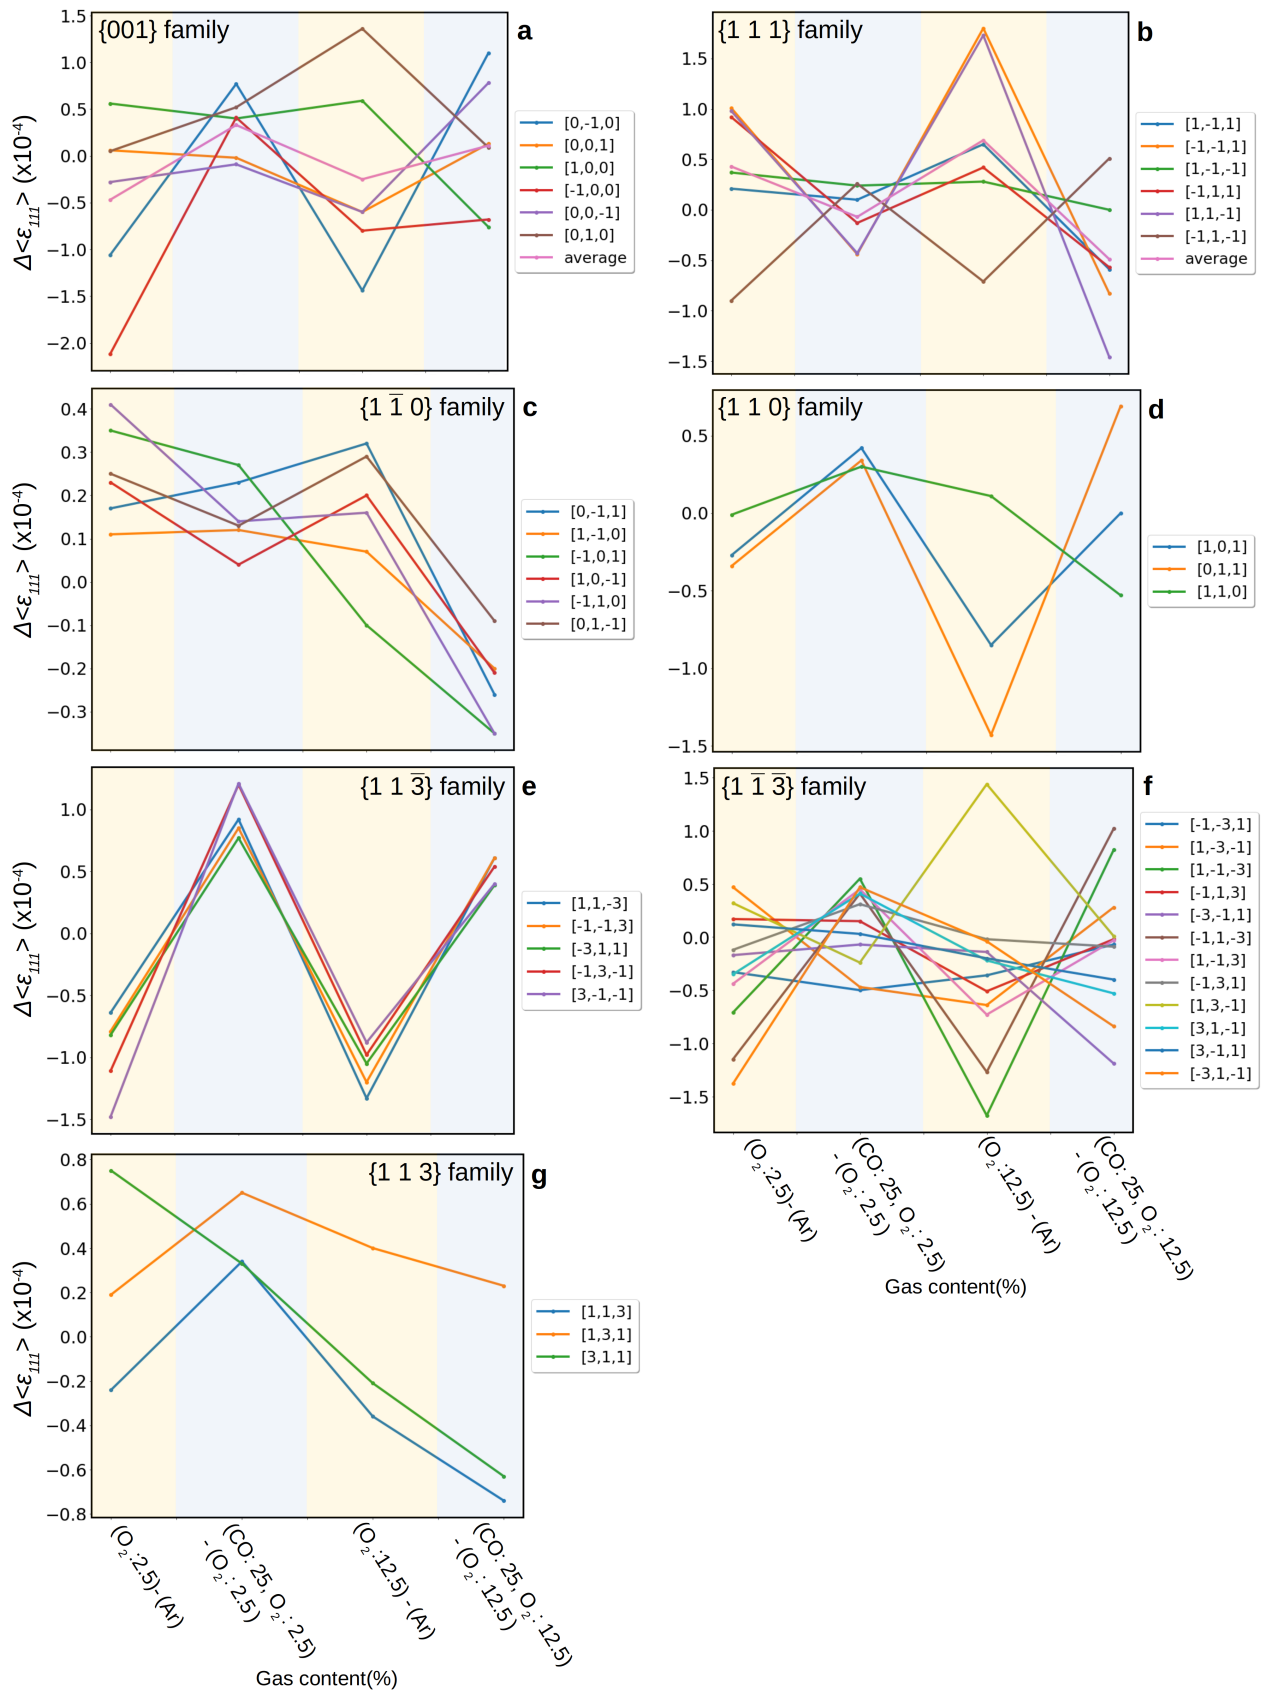 {001} family
a
Δ<ε111> (x10-4)
1.5
1.0
0.5
0.0
−0.5
−1.0
−1.5
−2.0
[0,-1,0]
[0,0,1]
[1,0,0]
[-1,0,0]
[0,0,-1]
[0,1,0]
average
{1 1 1} family
b
1.5
1.0
0.5
0.0
−0.5
−1.0
−1.5
[1,-1,1]
[-1,-1,1]
[1,-1,-1]
[-1,1,1]
[1,1,-1]
[-1,1,-1]
average
{1 1̅ 0} family
c
Δ<ε111> (x10-4)
0.4
0.3
0.2
0.1
0.0
−0.1
−0.2
−0.3
[0,-1,1]
[1,-1,0]
[-1,0,1]
[1,0,-1]
[-1,1,0]
[0,1,-1]
{1 1 0} family
d
0.5
0.0
−0.5
−1.0
−1.5
[1,0,1]
[0,1,1]
[1,1,0]
{1 1 3̅} family
e
Δ<ε111> (x10-4)
1.0
0.5
0.0
−0.5
−1.0
−1.5
[1,1,-3]
[-1,-1,3]
[-3,1,1]
[-1,3,-1]
[3,-1,-1]
{1 1̅ 3̅} family
f
1.5
1.0
0.5
0.0
−0.5
−1.0
−1.5
[-1,-3,1]
[1,-3,-1]
[1,-1,-3]
[-1,1,3]
[-3,-1,1]
[-1,1,-3]
[1,-1,3]
[-1,3,1]
[1,3,-1]
[3,1,-1]
[3,-1,1]
[-3,1,-1]
(O2:2.5)- (Ar)
(CO: 25, O2: 2.5)
- (O2: 2.5)
(O2:12.5) - (Ar)
(CO: 25, O2: 12.5)
- (O2: 12.5)
Gas content(%)
{1 1 3} family
g
Δ<ε111> (x10-4)
0.8
0.6
0.4
0.2
0.0
−0.2
−0.4
−0.6
−0.8
[1,1,3]
[1,3,1]
[3,1,1]
(O2:2.5)- (Ar)
(CO: 25, O2: 2.5)
- (O2: 2.5)
(O2:12.5) - (Ar)
(CO: 25, O2: 12.5)
- (O2: 12.5)
Gas content(%)